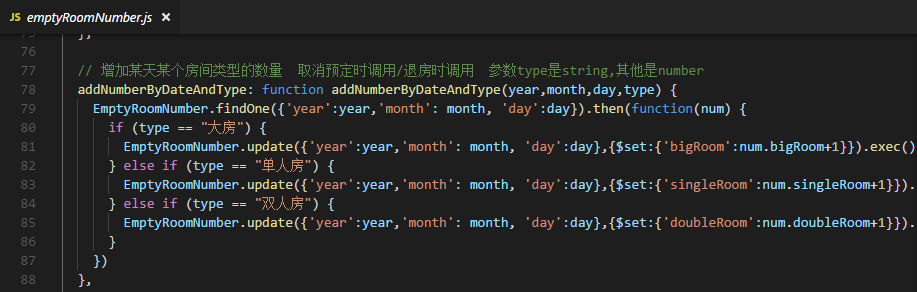 JS emptyRoomNumber.js ×
75 },
76
77 // 增加某天某个房间类型的数量 取消预定时调用/退房时调用 参数type是string,其他是number
78 addNumberByDateAndType: function addNumberByDateAndType(year,month,day,type) {
79 EmptyRoomNumber.findOne({'year':year,'month': month, 'day':day}).then(function(num) {
80 if (type == "大房") {
81 EmptyRoomNumber.update({'year':year,'month': month, 'day':day},{$set:{'bigRoom':num.bigRoom+1}}).exec()
82 } else if (type == "单人房") {
83 EmptyRoomNumber.update({'year':year,'month': month, 'day':day},{$set:{'singleRoom':num.singleRoom+1}}).
84 } else if (type == "双人房") {
85 EmptyRoomNumber.update({'year':year,'month': month, 'day':day},{$set:{'doubleRoom':num.doubleRoom+1}}).
86 }
87 })
88 },